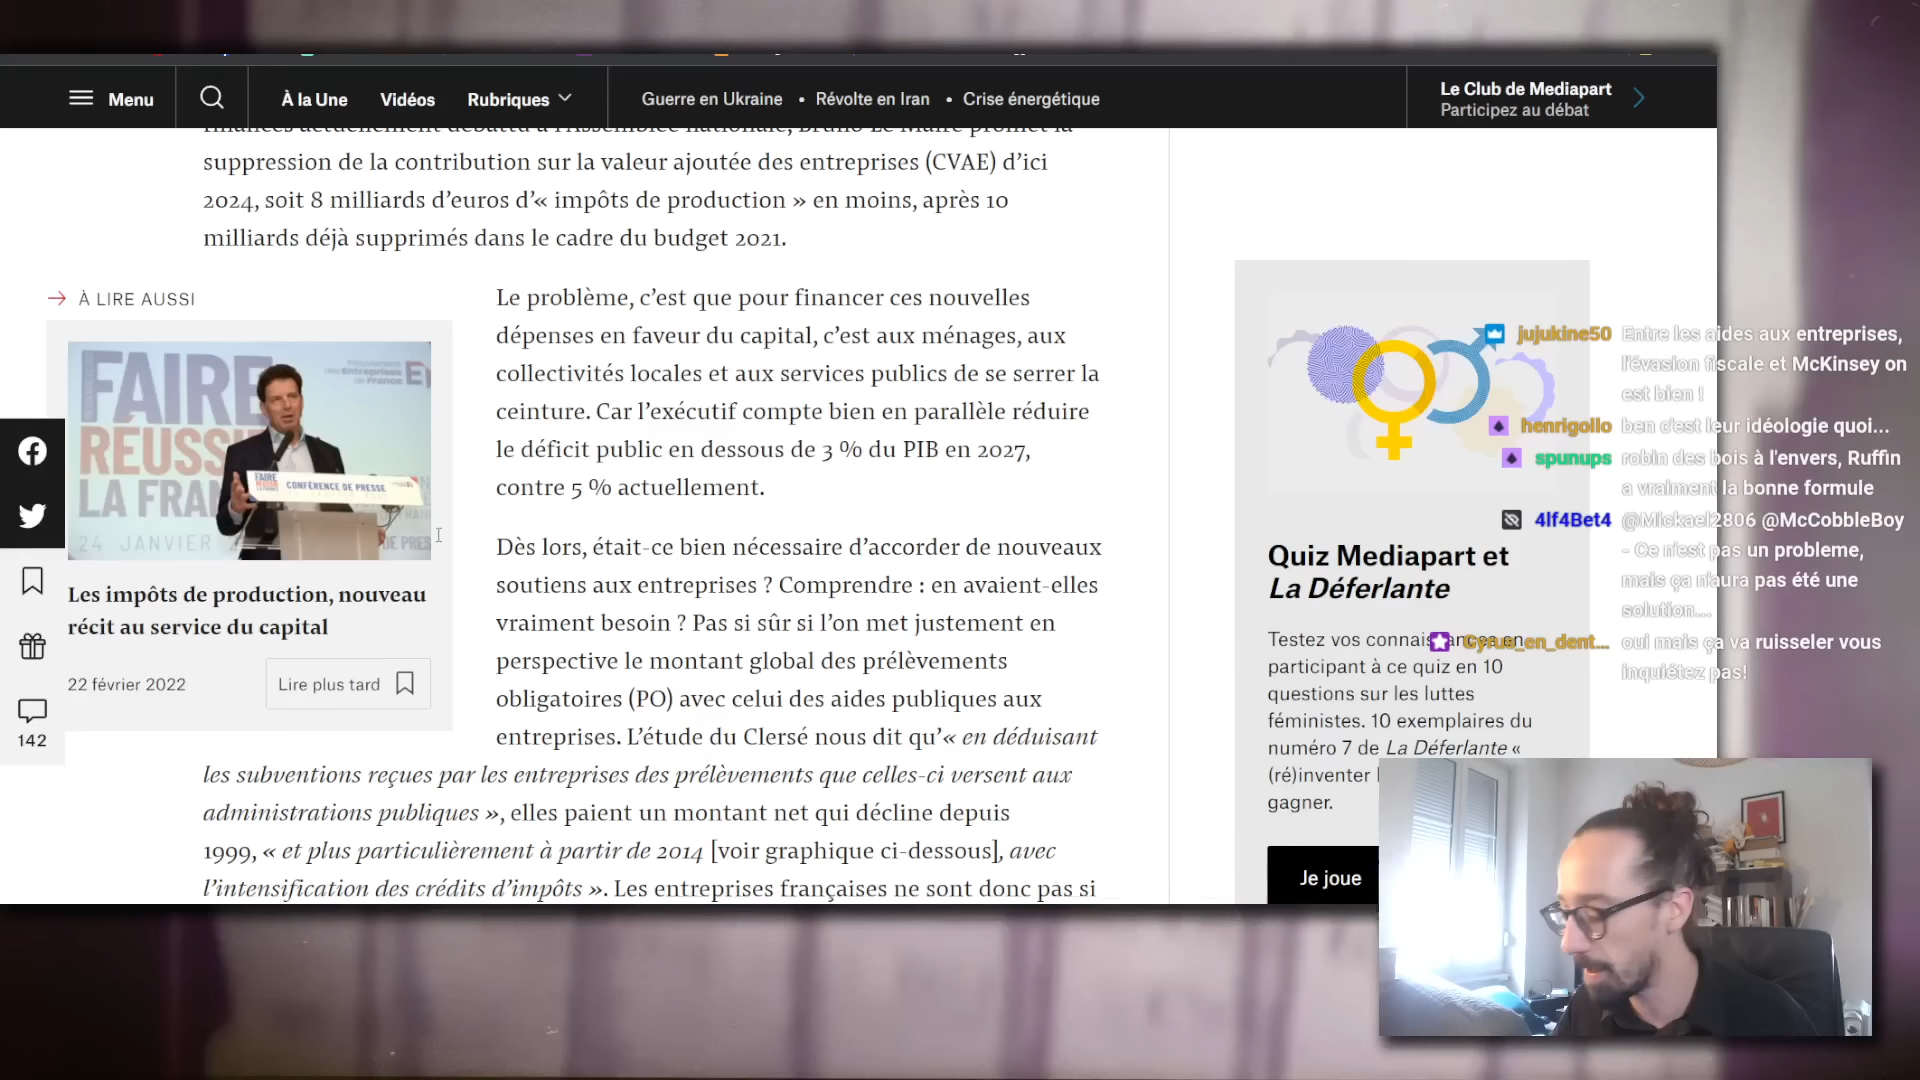 Menu
À la Une
Vidéos
Rubriques
Guerre en Ukraine • Révolte en Iran • Crise énergétique
Le Club de Mediapart
Participez au débat
finances actuellement débattu à l'Assemblée nationale, Bruno Le Maire promet la
suppression de la contribution sur la valeur ajoutée des entreprises (CVAE) d’ici
2024, soit 8 milliards d’euros d’« impôts de production » en moins, après 10
milliards déjà supprimés dans le cadre du budget 2021.
À LIRE AUSSI
FAIRE
RÉUSSI
LA FRAN
24 JANVIER
FAIRE
CONFÉRENCE DE PRESSE
Les impôts de production, nouveau
récit au service du capital
22 février 2022
Lire plus tard
142
Le problème, c’est que pour financer ces nouvelles
dépenses en faveur du capital, c’est aux ménages, aux
collectivités locales et aux services publics de se serrer la
ceinture. Car l’exécutif compte bien en parallèle réduire
le déficit public en dessous de 3 % du PIB en 2027,
contre 5 % actuellement.
Dès lors, était-ce bien nécessaire d’accorder de nouveaux
soutiens aux entreprises ? Comprendre : en avaient-elles
vraiment besoin ? Pas si sûr si l’on met justement en
perspective le montant global des prélèvements
obligatoires (PO) avec celui des aides publiques aux
entreprises. L’étude du Clersé nous dit qu’« en déduisant
les subventions reçues par les entreprises des prélèvements que celles-ci versent aux
administrations publiques », elles paient un montant net qui décline depuis
1999, « et plus particulièrement à partir de 2014 [voir graphique ci-dessous], avec
l’intensification des crédits d’impôts ». Les entreprises françaises ne sont donc pas si
Quiz Mediapart et
La Déferlante
Testez vos connaissances en
participant à ce quiz en 10
questions sur les luttes
féministes. 10 exemplaires du
numéro 7 de La Déferlante «
(ré)inventer
gagner.
Je joue
jujukine50 Entre les aides aux entreprises,
l'évasion fiscale et McKinsey on
est bien !
henrigollo ben c'est leur idéologie quoi...
spunups robin des bois à l'envers, Ruffin
a vraiment la bonne formule
4lf4Bet4 @Mickael2806 @McCobbleBoy
- Ce n'est pas un probleme,
mais ça n'aura pas été une
solution....
Cyrus_en_dent... oui mais ça va ruisseler vous
inquiétez pas!